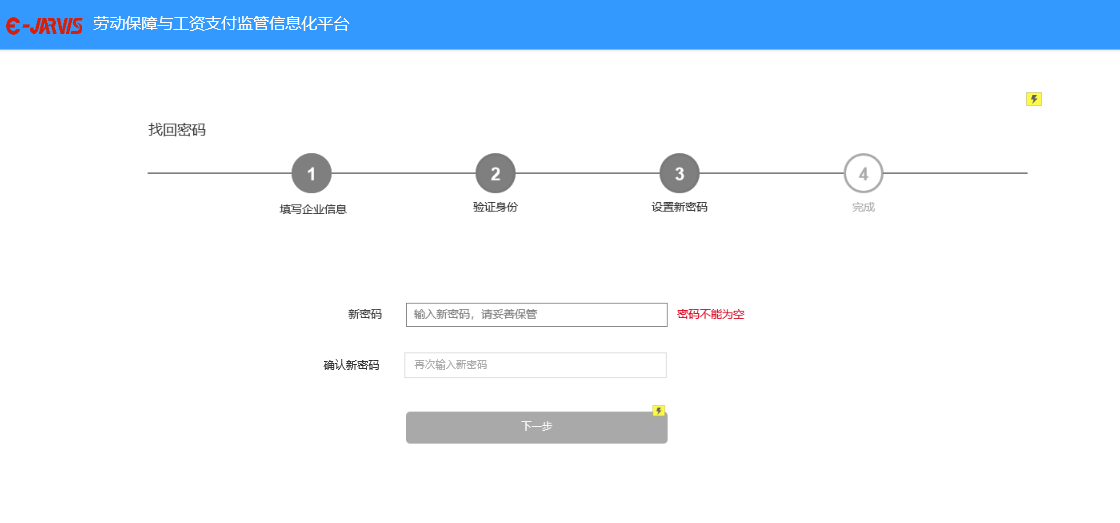 E-JARVIS 劳动保障与工资支付监管信息化平台
找回密码
1 2 3 4
填写企业信息 验证身份 设置新密码 完成
新密码 输入新密码，请妥善保管 密码不能为空
确认新密码 再次输入新密码
下一步